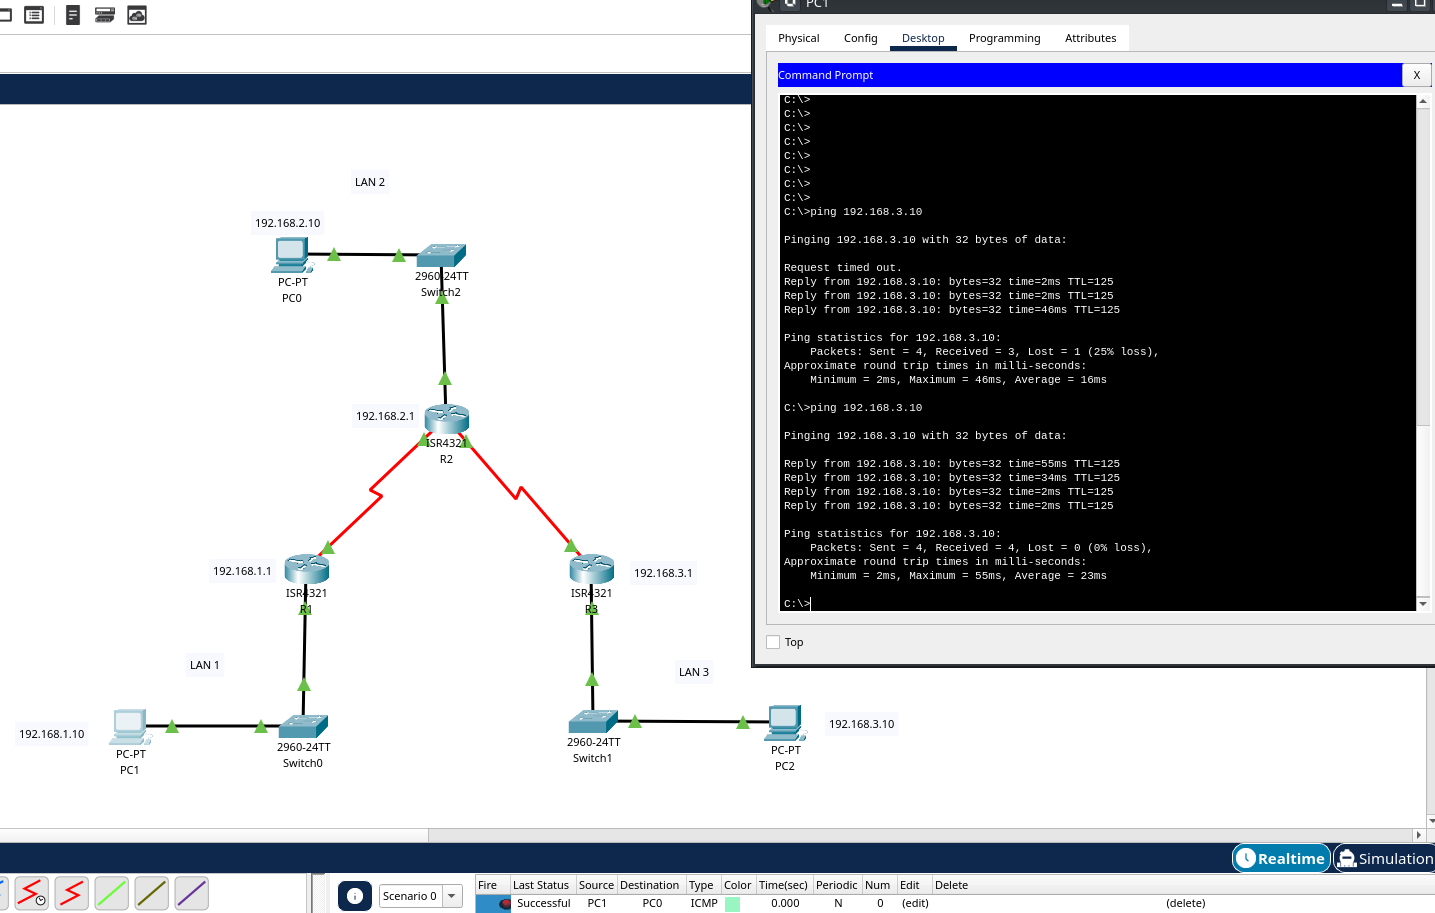 PC1
Physical
Config
Desktop
Programming
Attributes
Command Prompt
X
C:\>
C:\>
C:\>
C:\>
C:\>
C:\>
C:\>
C:\>
C:\>ping 192.168.3.10
Pinging 192.168.3.10 with 32 bytes of data:
Request timed out.
Reply from 192.168.3.10: bytes=32 time=2ms TTL=125
Reply from 192.168.3.10: bytes=32 time=2ms TTL=125
Reply from 192.168.3.10: bytes=32 time=46ms TTL=125
Ping statistics for 192.168.3.10:
Packets: Sent = 4, Received = 3, Lost = 1 (25% loss),
Approximate round trip times in milli-seconds:
Minimum = 2ms, Maximum = 46ms, Average = 16ms
C:\>ping 192.168.3.10
Pinging 192.168.3.10 with 32 bytes of data:
Reply from 192.168.3.10: bytes=32 time=55ms TTL=125
Reply from 192.168.3.10: bytes=32 time=34ms TTL=125
Reply from 192.168.3.10: bytes=32 time=2ms TTL=125
Reply from 192.168.3.10: bytes=32 time=2ms TTL=125
Ping statistics for 192.168.3.10:
Packets: Sent = 4, Received = 4, Lost = 0 (0% loss),
Approximate round trip times in milli-seconds:
Minimum = 2ms, Maximum = 55ms, Average = 23ms
C:\>
Top
LAN 2
192.168.2.10
PC-PT
PC0
2960-24TT
Switch2
192.168.2.1
ISR4321
R2
192.168.1.1
ISR4321
R1
ISR4321
R3
192.168.3.1
LAN 1
LAN 3
192.168.1.10
PC-PT
PC1
2960-24TT
Switch0
2960-24TT
Switch1
PC-PT
PC2
192.168.3.10
Realtime
Simulation
Scenario 0
Fire Last Status Source Destination Type Color Time(sec) Periodic Num Edit Delete
Successful PC1 PC0 ICMP 0.000 N 0 (edit) (delete)